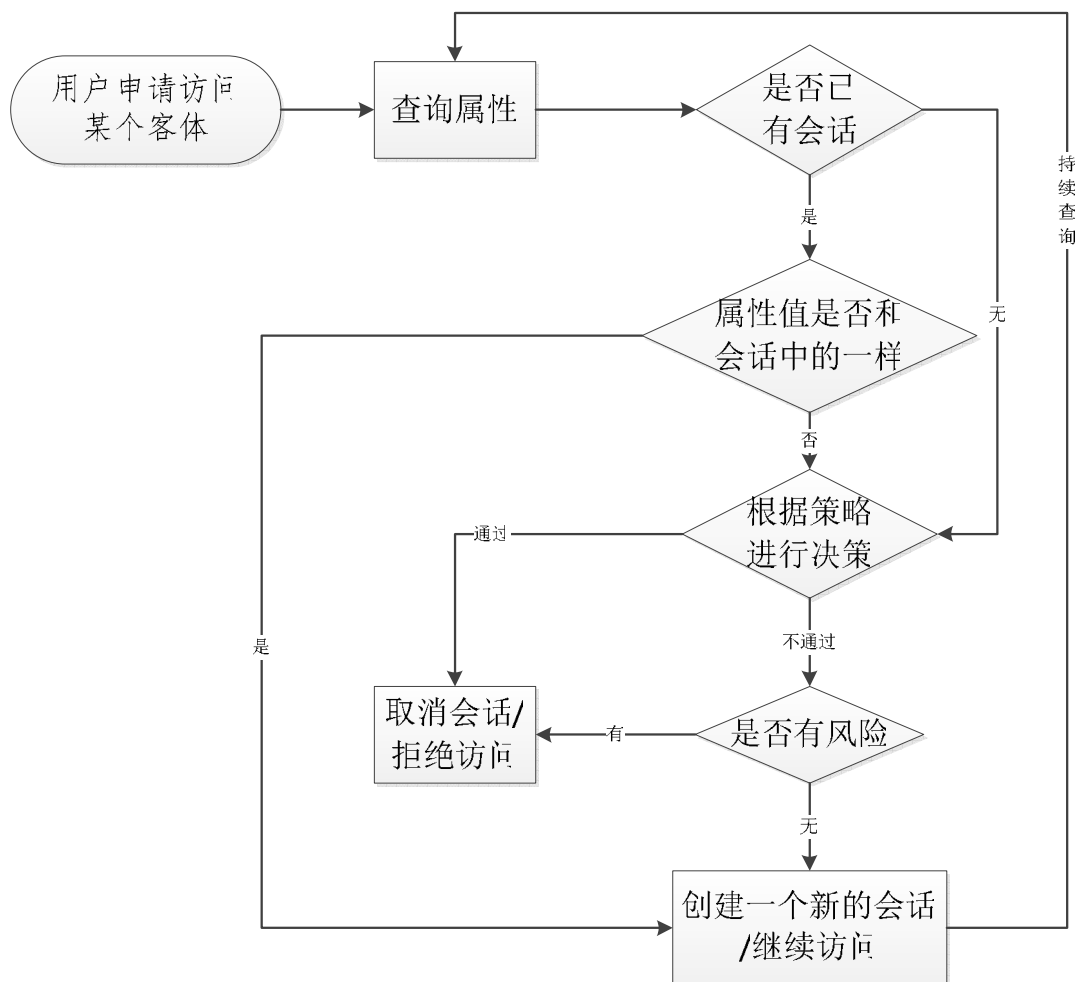 用户申请访问
某个客体
查询属性
是否已
有会话
持
续
查
询
是
无
属性值是否和
会话中的一样
否
根据策略
进行决策
通过
是
不通过
取消会话/
拒绝访问
有
是否有风险
无
创建一个新的会话
/继续访问